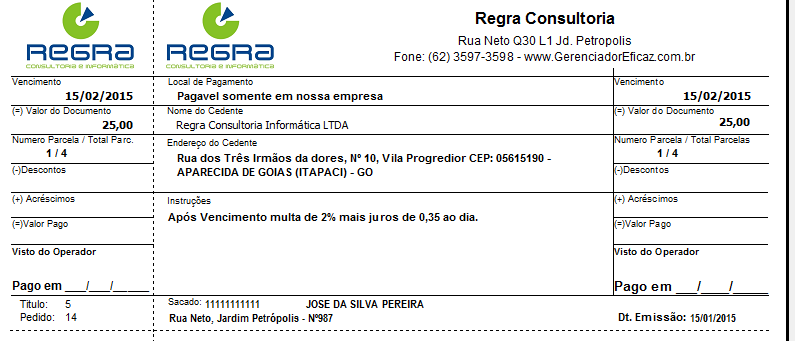 REGRA
CONSULTORIA E INFORMÁTICA
Vencimento
15/02/2015
(=) Valor do Documento
25,00
Numero Parcela / Total Parc.
1 / 4
(-)Descontos
(+) Acréscimos
(=)Valor Pago
Visto do Operador
Pago em ___/___/_____
Titulo: 5
Pedido: 14
REGRA
CONSULTORIA E INFORMÁTICA
Regra Consultoria
Rua Neto Q30 L1 Jd. Petropolis
Fone: (62) 3597-3598 - www.GerenciadorEficaz.com.br
Local de Pagamento
Pagavel somente em nossa empresa
Nome do Cedente
Regra Consultoria Informática LTDA
Endereço do Cedente
Rua dos Três Irmãos da dores, Nº 10, Vila Progredior CEP: 05615190 -
APARECIDA DE GOIAS (ITAPACI) - GO
Instruções
Após Vencimento multa de 2% mais juros de 0,35 ao dia.
Vencimento
15/02/2015
(=) Valor do Documento
25,00
Numero Parcela / Total Parcelas
1 / 4
(-)Descontos
(+) Acréscimos
(=)Valor Pago
Visto do Operador
Pago em ___/___/_____
Sacado: 11111111111 JOSE DA SILVA PEREIRA
Rua Neto, Jardim Petrópolis - Nº987
Dt. Emissão: 15/01/2015